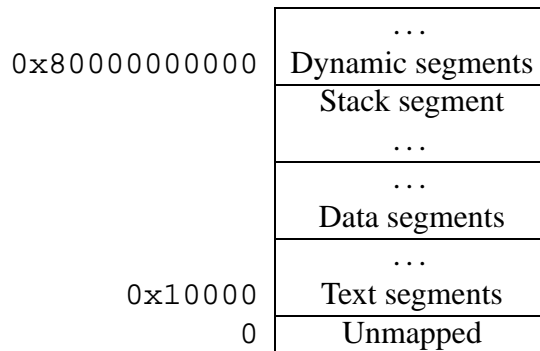 . . .
0x80000000000 Dynamic segments
Stack segment
. . .
. . .
Data segments
. . .
0x10000 Text segments
0 Unmapped